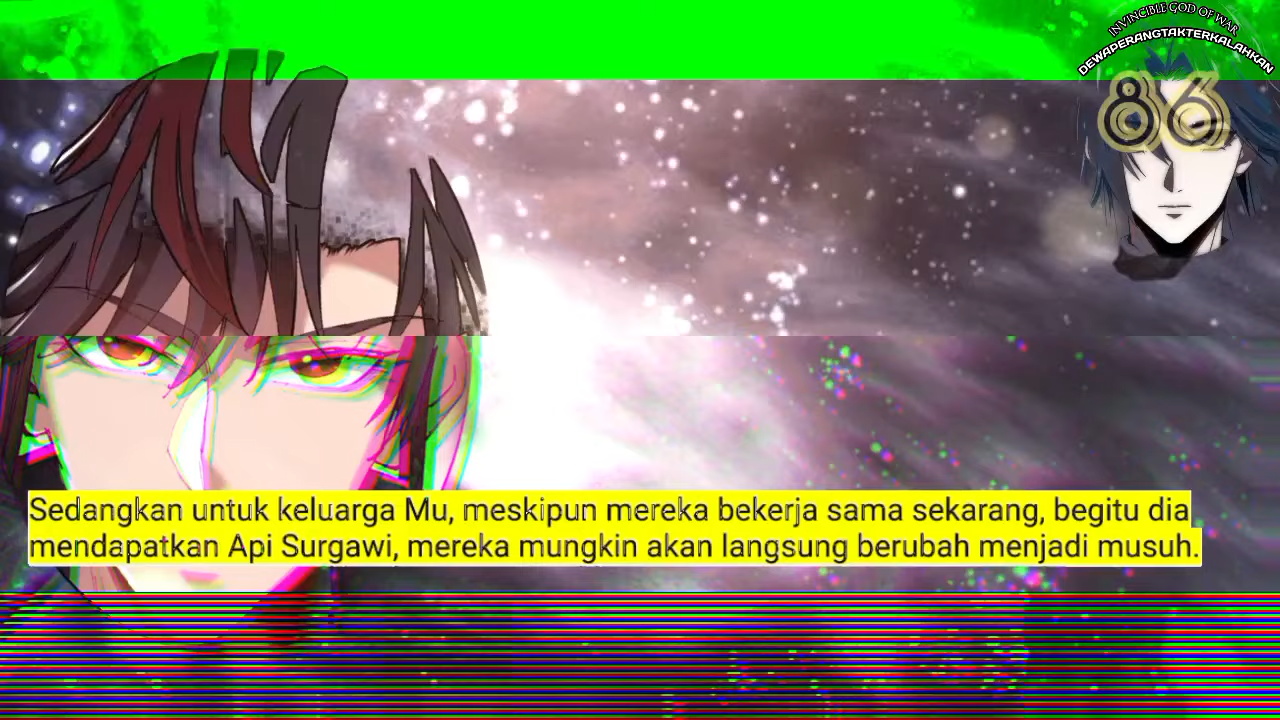 INVINCIBLE GOD OF WAR
DEWAPERANGTAKTERKALAHKAN
86
Sedangkan untuk keluarga Mu, meskipun mereka bekerja sama sekarang, begitu dia
mendapatkan Api Surgawi, mereka mungkin akan langsung berubah menjadi musuh.